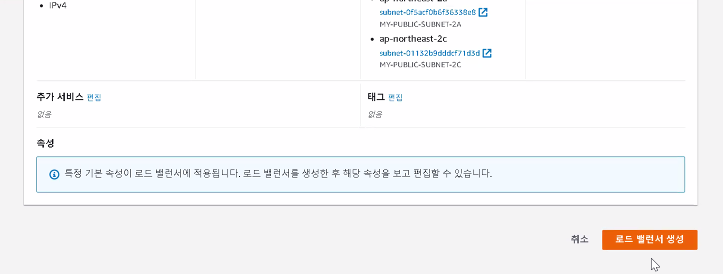 IPv4
subnet-0f5acf0b6f36338e8
MY-PUBLIC-SUBNET-2A
ap-northeast-2c
subnet-01132b9dddcf71d3d
MY-PUBLIC-SUBNET-2C
추가 서비스 편집
없음
태그 편집
없음
속성
특정 기본 속성이 로드 밸런서에 적용됩니다. 로드 밸런서를 생성한 후 해당 속성을 보고 편집할 수 있습니다.
취소
로드 밸런서 생성